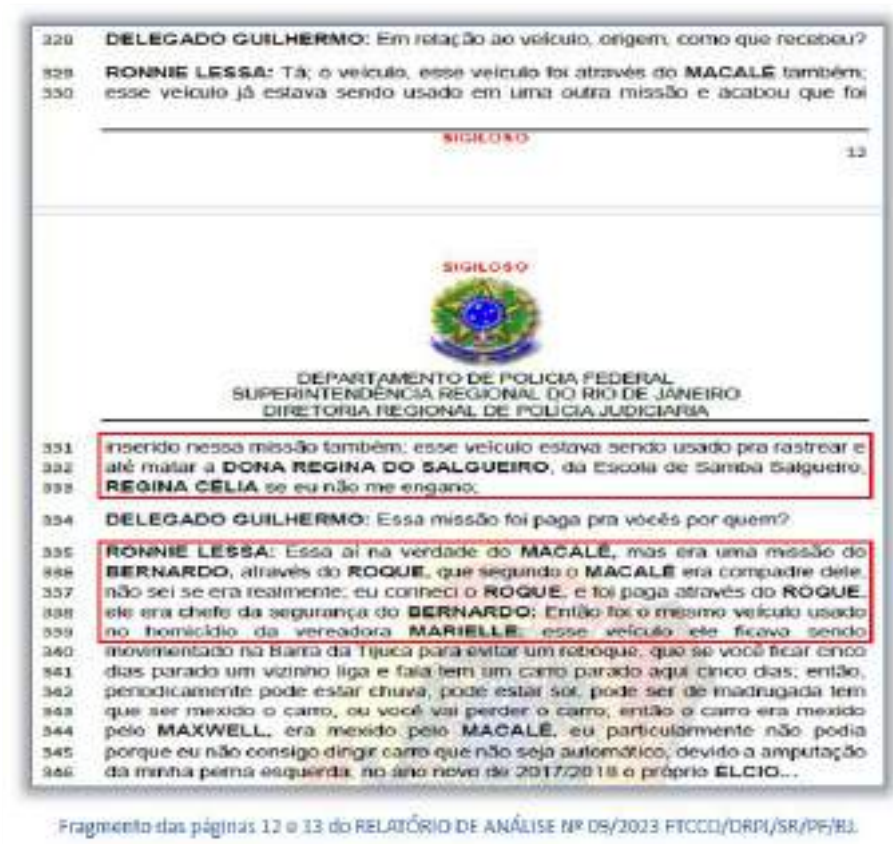 328 DELEGADO GUILHERMO: Em relação ao veículo, origem, como que recebeu?
329 RONNIE LESSA: Tá; o veículo, esse veículo foi através do MACALÉ também;
330 esse veículo já estava sendo usado em uma outra missão e acabou que foi
SIGILOSO
12
SIGILOSO
DEPARTAMENTO DE POLICIA FEDERAL
SUPERINTENDÊNCIA REGIONAL DO RIO DE JANEIRO
DIRETORIA REGIONAL DE POLÍCIA JUDICIARIA
331 inserido nessa missão também; esse veículo estava sendo usado pra rastrear e
332 até matar a DONA REGINA DO SALGUEIRO, da Escola de Samba Salgueiro,
333 REGINA CÉLIA se eu não me engano;
334 DELEGADO GUILHERMO: Essa missão foi paga pra vocês por quem?
335 RONNIE LESSA: Essa aí na verdade do MACALÉ, mas era uma missão do
336 BERNARDO, através do ROQUE, que segundo o MACALÉ era compadre dele,
337 não sei se era realmente; eu conheci o ROQUE, e foi paga através do ROQUE,
338 ele era chefe da segurança do BERNARDO; Então foi o mesmo veículo usado
339 no homicídio da vereadora MARIELLE; esse veículo ele ficava sendo
340 movimentado na Barra da Tijuca para evitar um reboque, que se você ficar cinco
341 dias parado um vizinho liga e fala tem um carro parado aqui cinco dias; então,
342 periodicamente pode estar chuva, pode estar sol, pode ser de madrugada tem
343 que ser mexido o carro, ou você vai perder o carro; então o carro era mexido
344 pelo MAXWELL, era mexido pelo MACALÉ, eu particularmente não podia
345 porque eu não consigo dirigir carro que não seja automático, devido a amputação
346 da minha perna esquerda, no ano novo de 2017/2018 o próprio ELCIO...
Fragmento das páginas 12 e 13 do RELATÓRIO DE ANÁLISE Nº 09/2023 FTCCO/DRPJ/SR/PF/RJ.